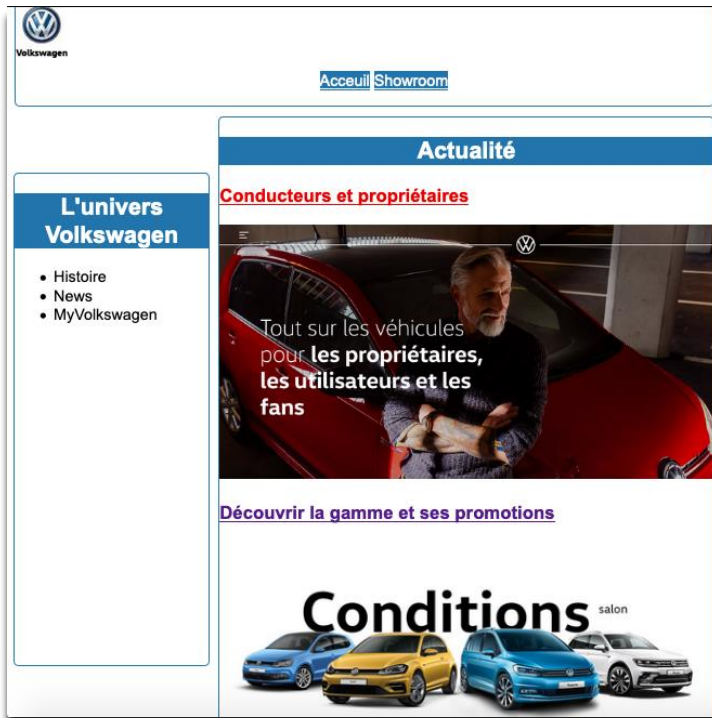 Volkswagen
Acceuil Showroom
Actualité
L'univers
Volkswagen
Histoire
News
MyVolkswagen
Conducteurs et propriétaires
Tout sur les véhicules
pour les propriétaires,
les utilisateurs et les
fans
Découvrir la gamme et ses promotions
Conditions salon